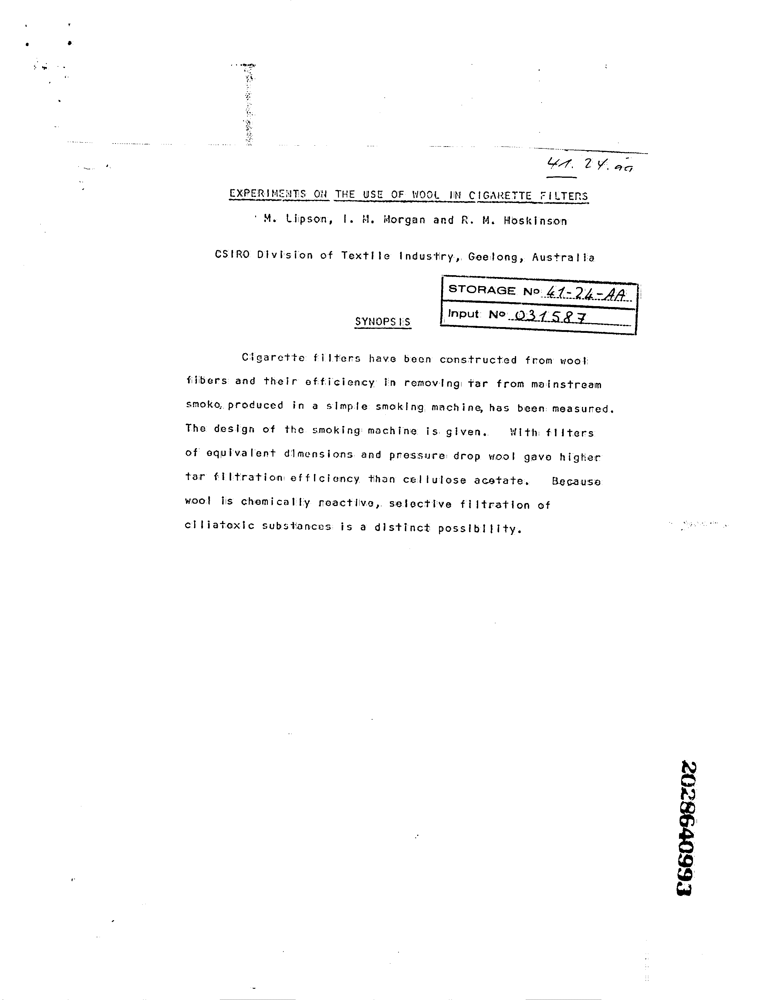 41. 24. aa
EXPERIMENTS ON THE USE OF WOOL IN CIGARETTE FILTERS
M. Lipson, I. M. Morgan and R. M. Hoskinson
CSIRO Division of Textile Industry, Geelong, Australia
STORAGE Nº 41-24-AA
Input Nº 031587
SYNOPSIS
Cigarette filters have been constructed from wool
fibers and their efficiency in removing tar from mainstream
smoke, produced in a simple smoking machine, has been measured.
The design of the smoking machine is given. With filters
of equivalent dimensions and pressure drop wool gave higher
tar filtration efficiency than cellulose acetate. Because
wool is chemically reactive, selective filtration of
ciliatoxic substances is a distinct possibility.
2028640993